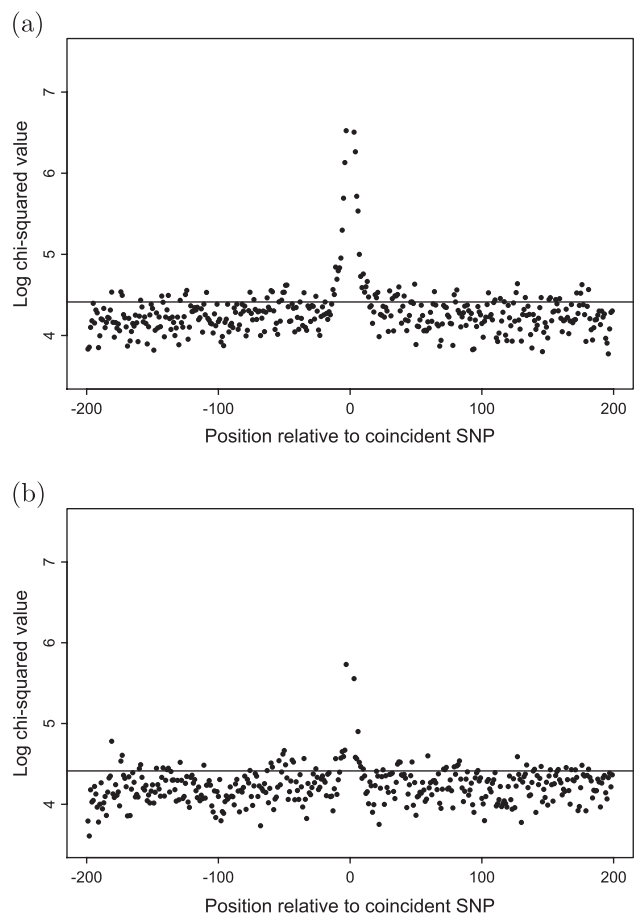 (a)
Log chi-squared value
7
6
5
4
-200 -100 0 100 200
Position relative to coincident SNP
(b)
Log chi-squared value
7
6
5
4
-200 -100 0 100 200
Position relative to coincident SNP